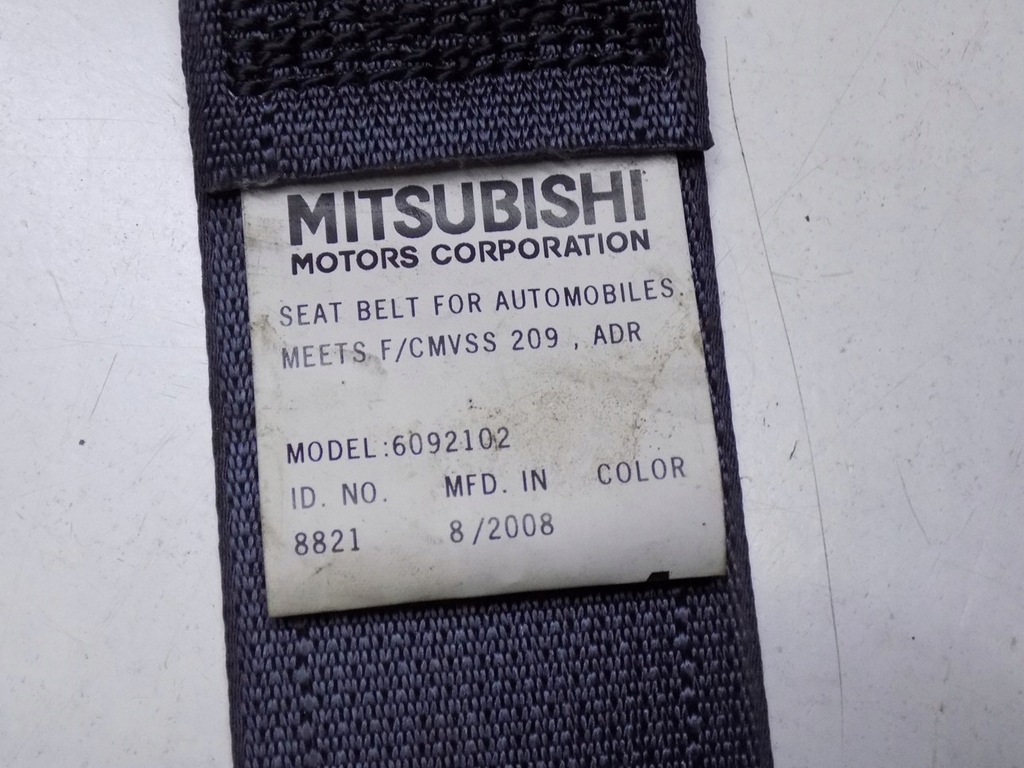 MITSUBISHI
MOTORS CORPORATION
SEAT BELT FOR AUTOMOBILES
MEETS F/CMVSS 209 , ADR
MODEL:6092102
ID. NO. MFD. IN COLOR
8821 8/2008